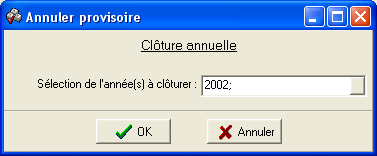 Annuler provisoire
Clôture annuelle
Sélection de l'année(s) à clôturer : 2002;
OK Annuler